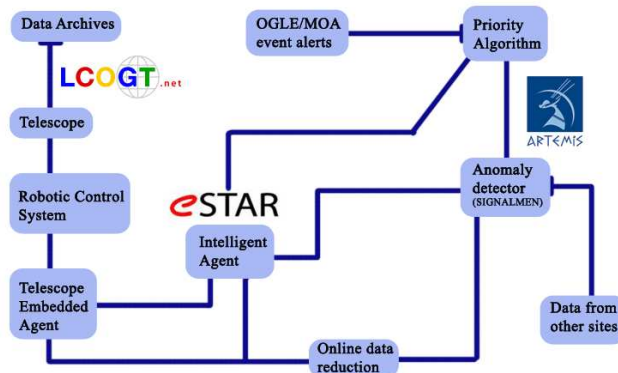 Data Archives
LCOGT.net
OGLE/MOA
event alerts
Priority
Algorithm
ARTEMiS
Telescope
Robotic Control
System
eSTAR
Intelligent
Agent
Anomaly
detector
(SIGNALMEN)
Telescope
Embedded
Agent
Data from
other sites
Online data
reduction